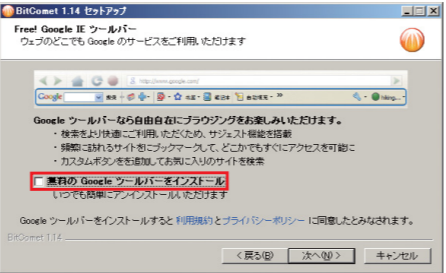 BitComet 1.14 セットアップ
Free! Google IE ツールバー
ウェブのどこでも Google のサービスをご利用いただけます
http://www.google.com/
Google
Google ツールバーなら自由自在にブラウジングをお楽しみいただけます。
・検索をより快適にご利用いただくため、サジェスト機能を搭載
・頻繁に訪れるサイトをにブックマークして、どこかでもすぐにアクセスを可能に
・カスタムボタンをを追加してお気に入りのサイトを検索
無料の Google ツールバーをインストール
いつでも簡単にアンインストールいただけます
Google ツールバーをインストールすると 利用規約 とプライバシーポリシー に同意したとみなされます。
BitComet 1.14
< 戻る(B)
次へ(N) >
キャンセル